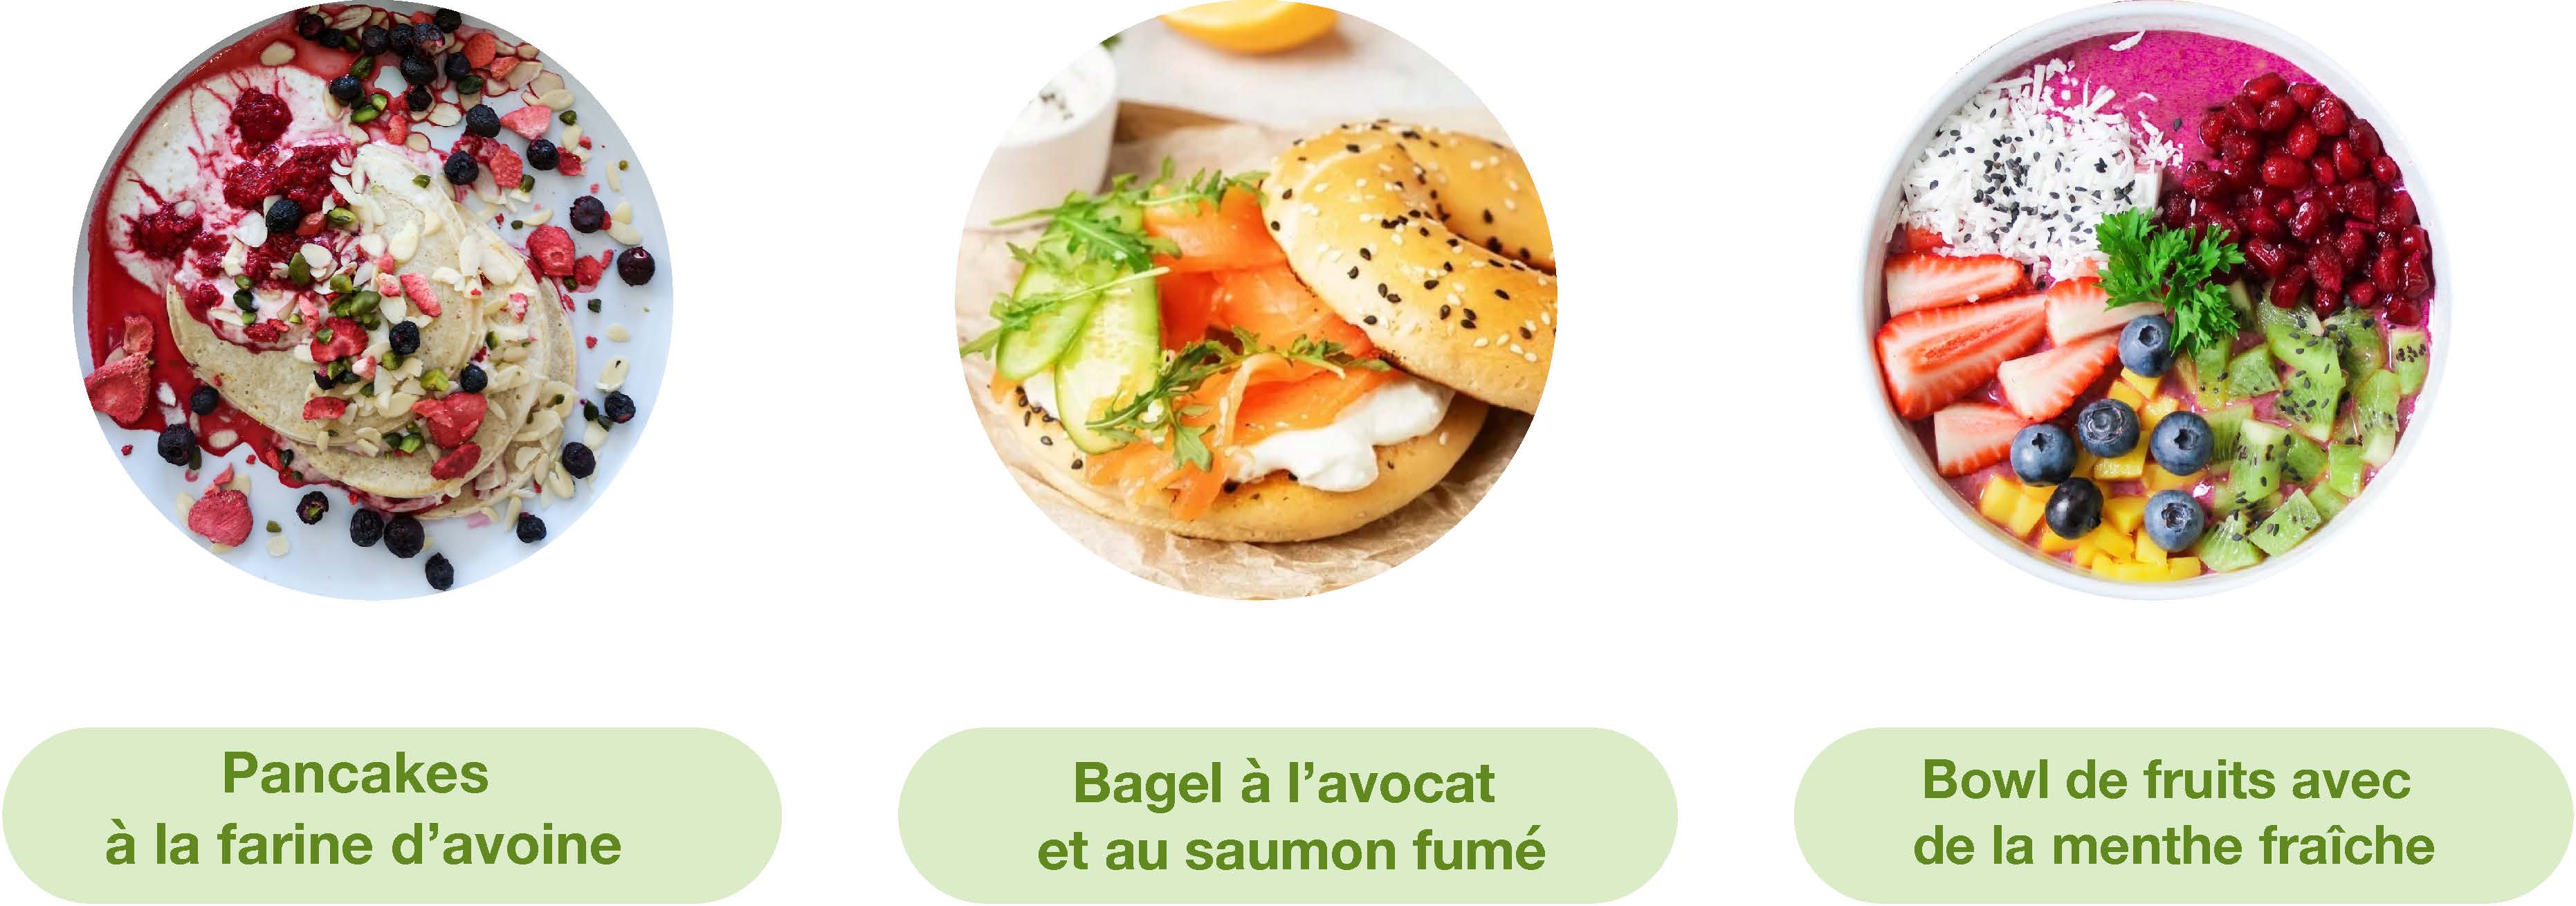 Pancakes
à la farine d’avoine
Bagel à l’avocat
et au saumon fumé
Bowl de fruits avec
de la menthe fraîche